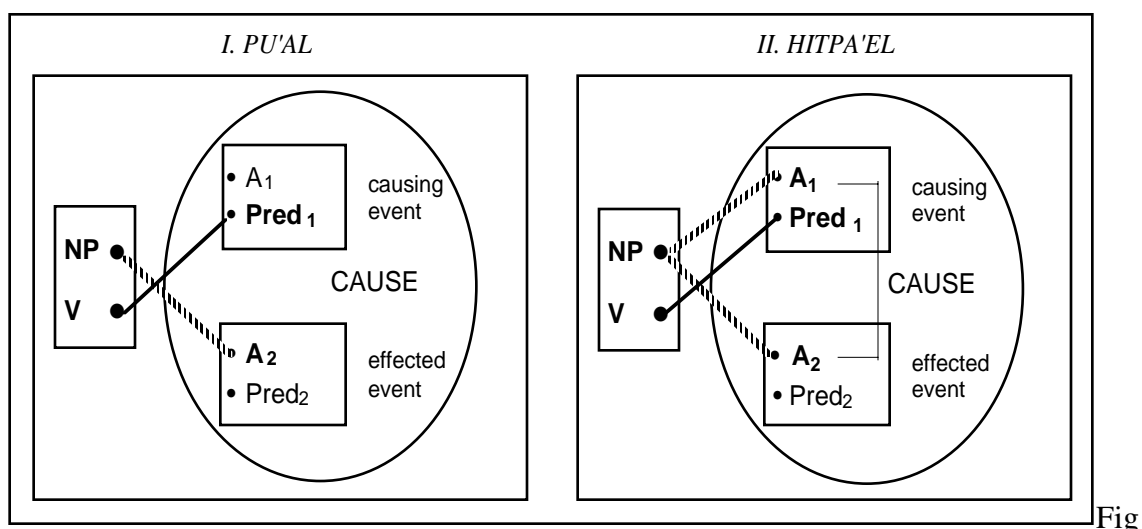 I. PU'AL
A1
Pred 1
causing
event
NP
V
CAUSE
A2
Pred2
effected
event
II. HITPA'EL
A1
Pred 1
causing
event
NP
V
CAUSE
A2
Pred2
effected
event
Fig